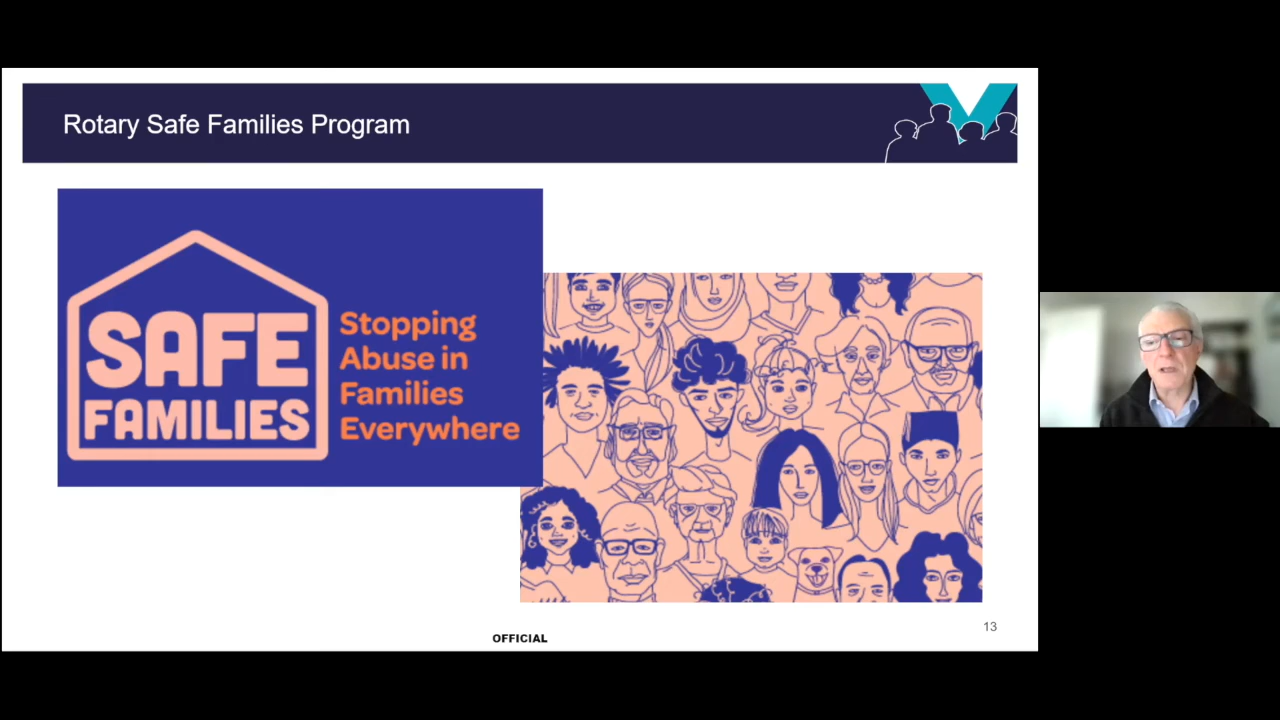 Rotary Safe Families Program
SAFE
FAMILIES
Stopping
Abuse in
Families
Everywhere
13
OFFICIAL